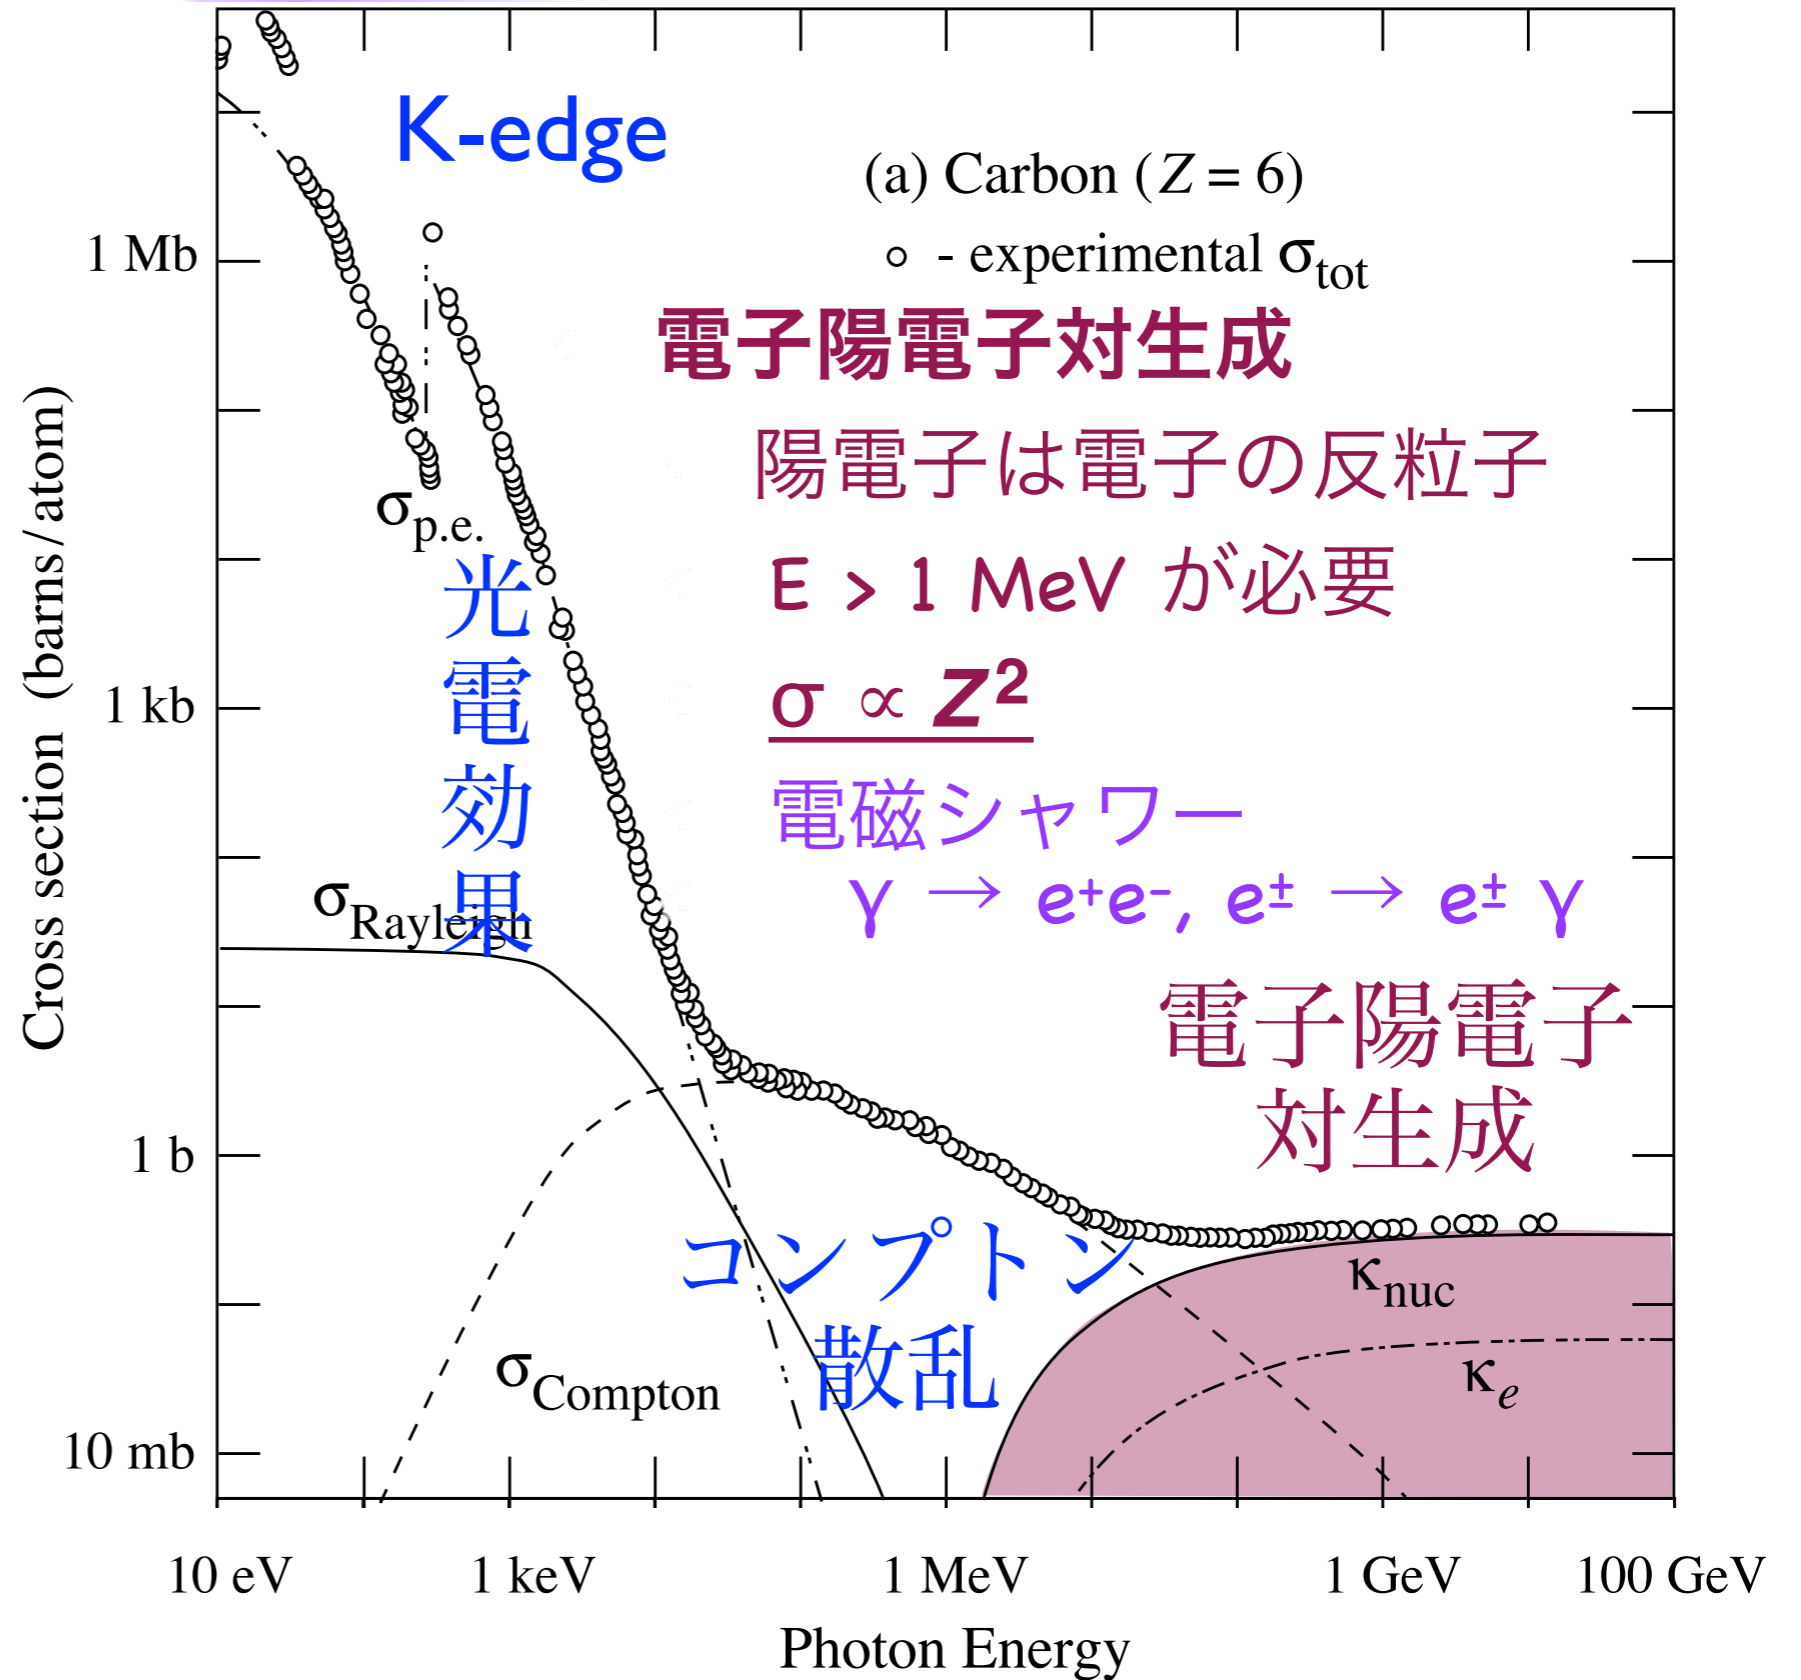 K-edge
(a) Carbon (Z = 6)
- experimental σtot
1 Mb
電子陽電子対生成
陽電子は電子の反粒子
σp.e.
E > 1 MeV が必要
光電効果
σ ∝ Z²
1 kb
電磁シャワー
γ → e⁺e⁻, e± → e± γ
σRayleigh
電子陽電子
対生成
1 b
コンプトン
散乱
κnuc
κe
σCompton
10 mb
Cross section (barns/atom)
10 eV
1 keV
1 MeV
1 GeV
100 GeV
Photon Energy